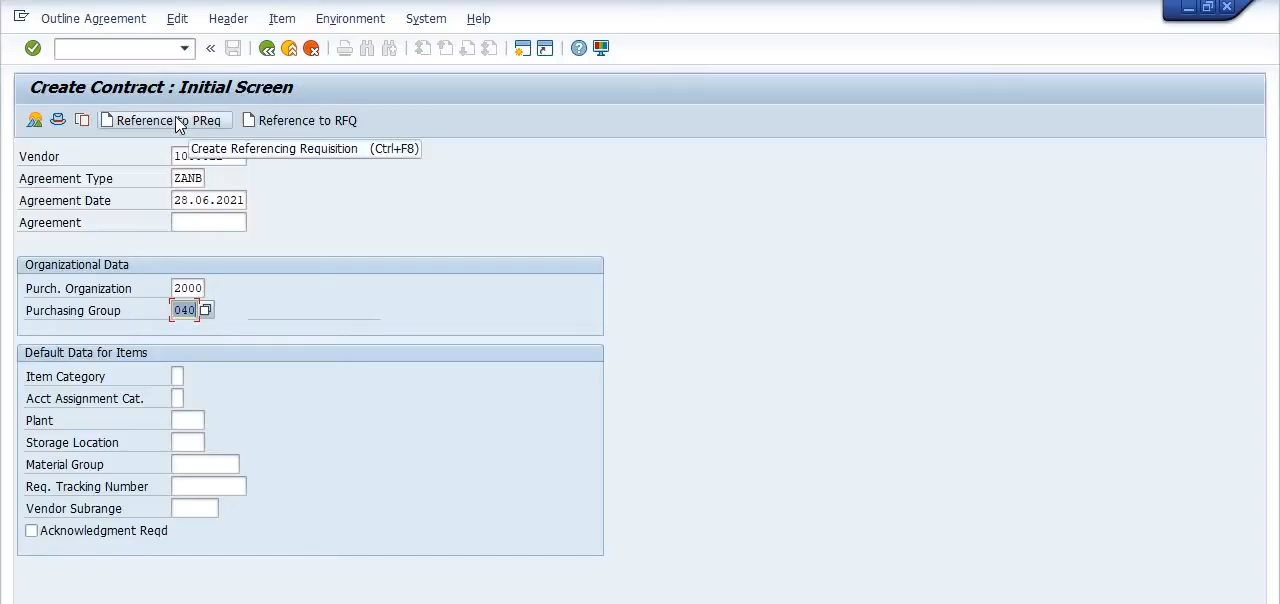 Outline Agreement Edit Header Item Environment System Help
Create Contract : Initial Screen
Reference to PReq Reference to RFQ
Create Referencing Requisition (Ctrl+F8)
Vendor
Agreement Type ZANB
Agreement Date 28.06.2021
Agreement
Organizational Data
Purch. Organization 2000
Purchasing Group 040
Default Data for Items
Item Category
Acct Assignment Cat.
Plant
Storage Location
Material Group
Req. Tracking Number
Vendor Subrange
Acknowledgment Reqd